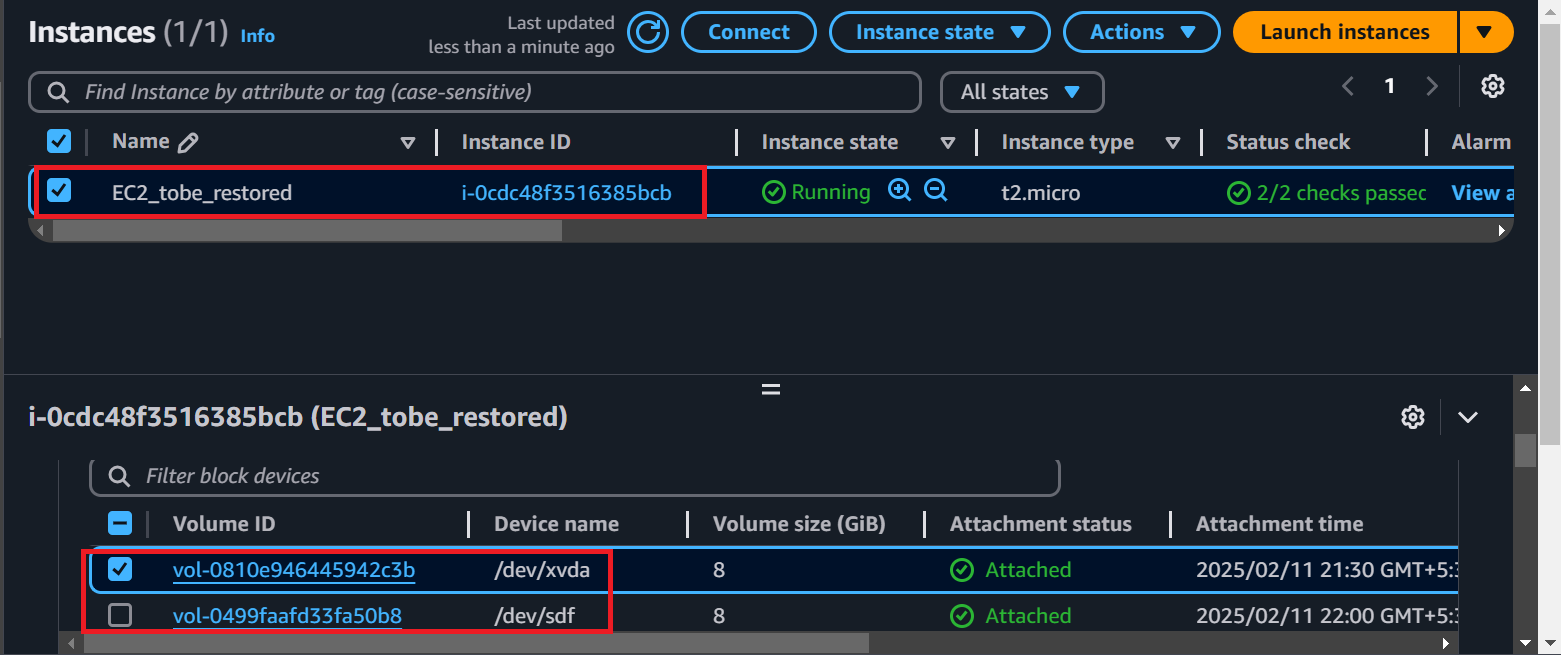 Instances (1/1) Info
Last updated
less than a minute ago
Connect
Instance state
Actions
Launch instances
Find Instance by attribute or tag (case-sensitive)
All states
1
Name Instance ID Instance state Instance type Status check Alarm
EC2_tobe_restored i-0cdc48f3516385bcb Running t2.micro 2/2 checks passec View a
i-0cdc48f3516385bcb (EC2_tobe_restored)
Filter block devices
Volume ID Device name Volume size (GiB) Attachment status Attachment time
vol-0810e946445942c3b /dev/xvda 8 Attached 2025/02/11 21:30 GMT+5:3
vol-0499faafd33fa50b8 /dev/sdf 8 Attached 2025/02/11 22:00 GMT+5:3